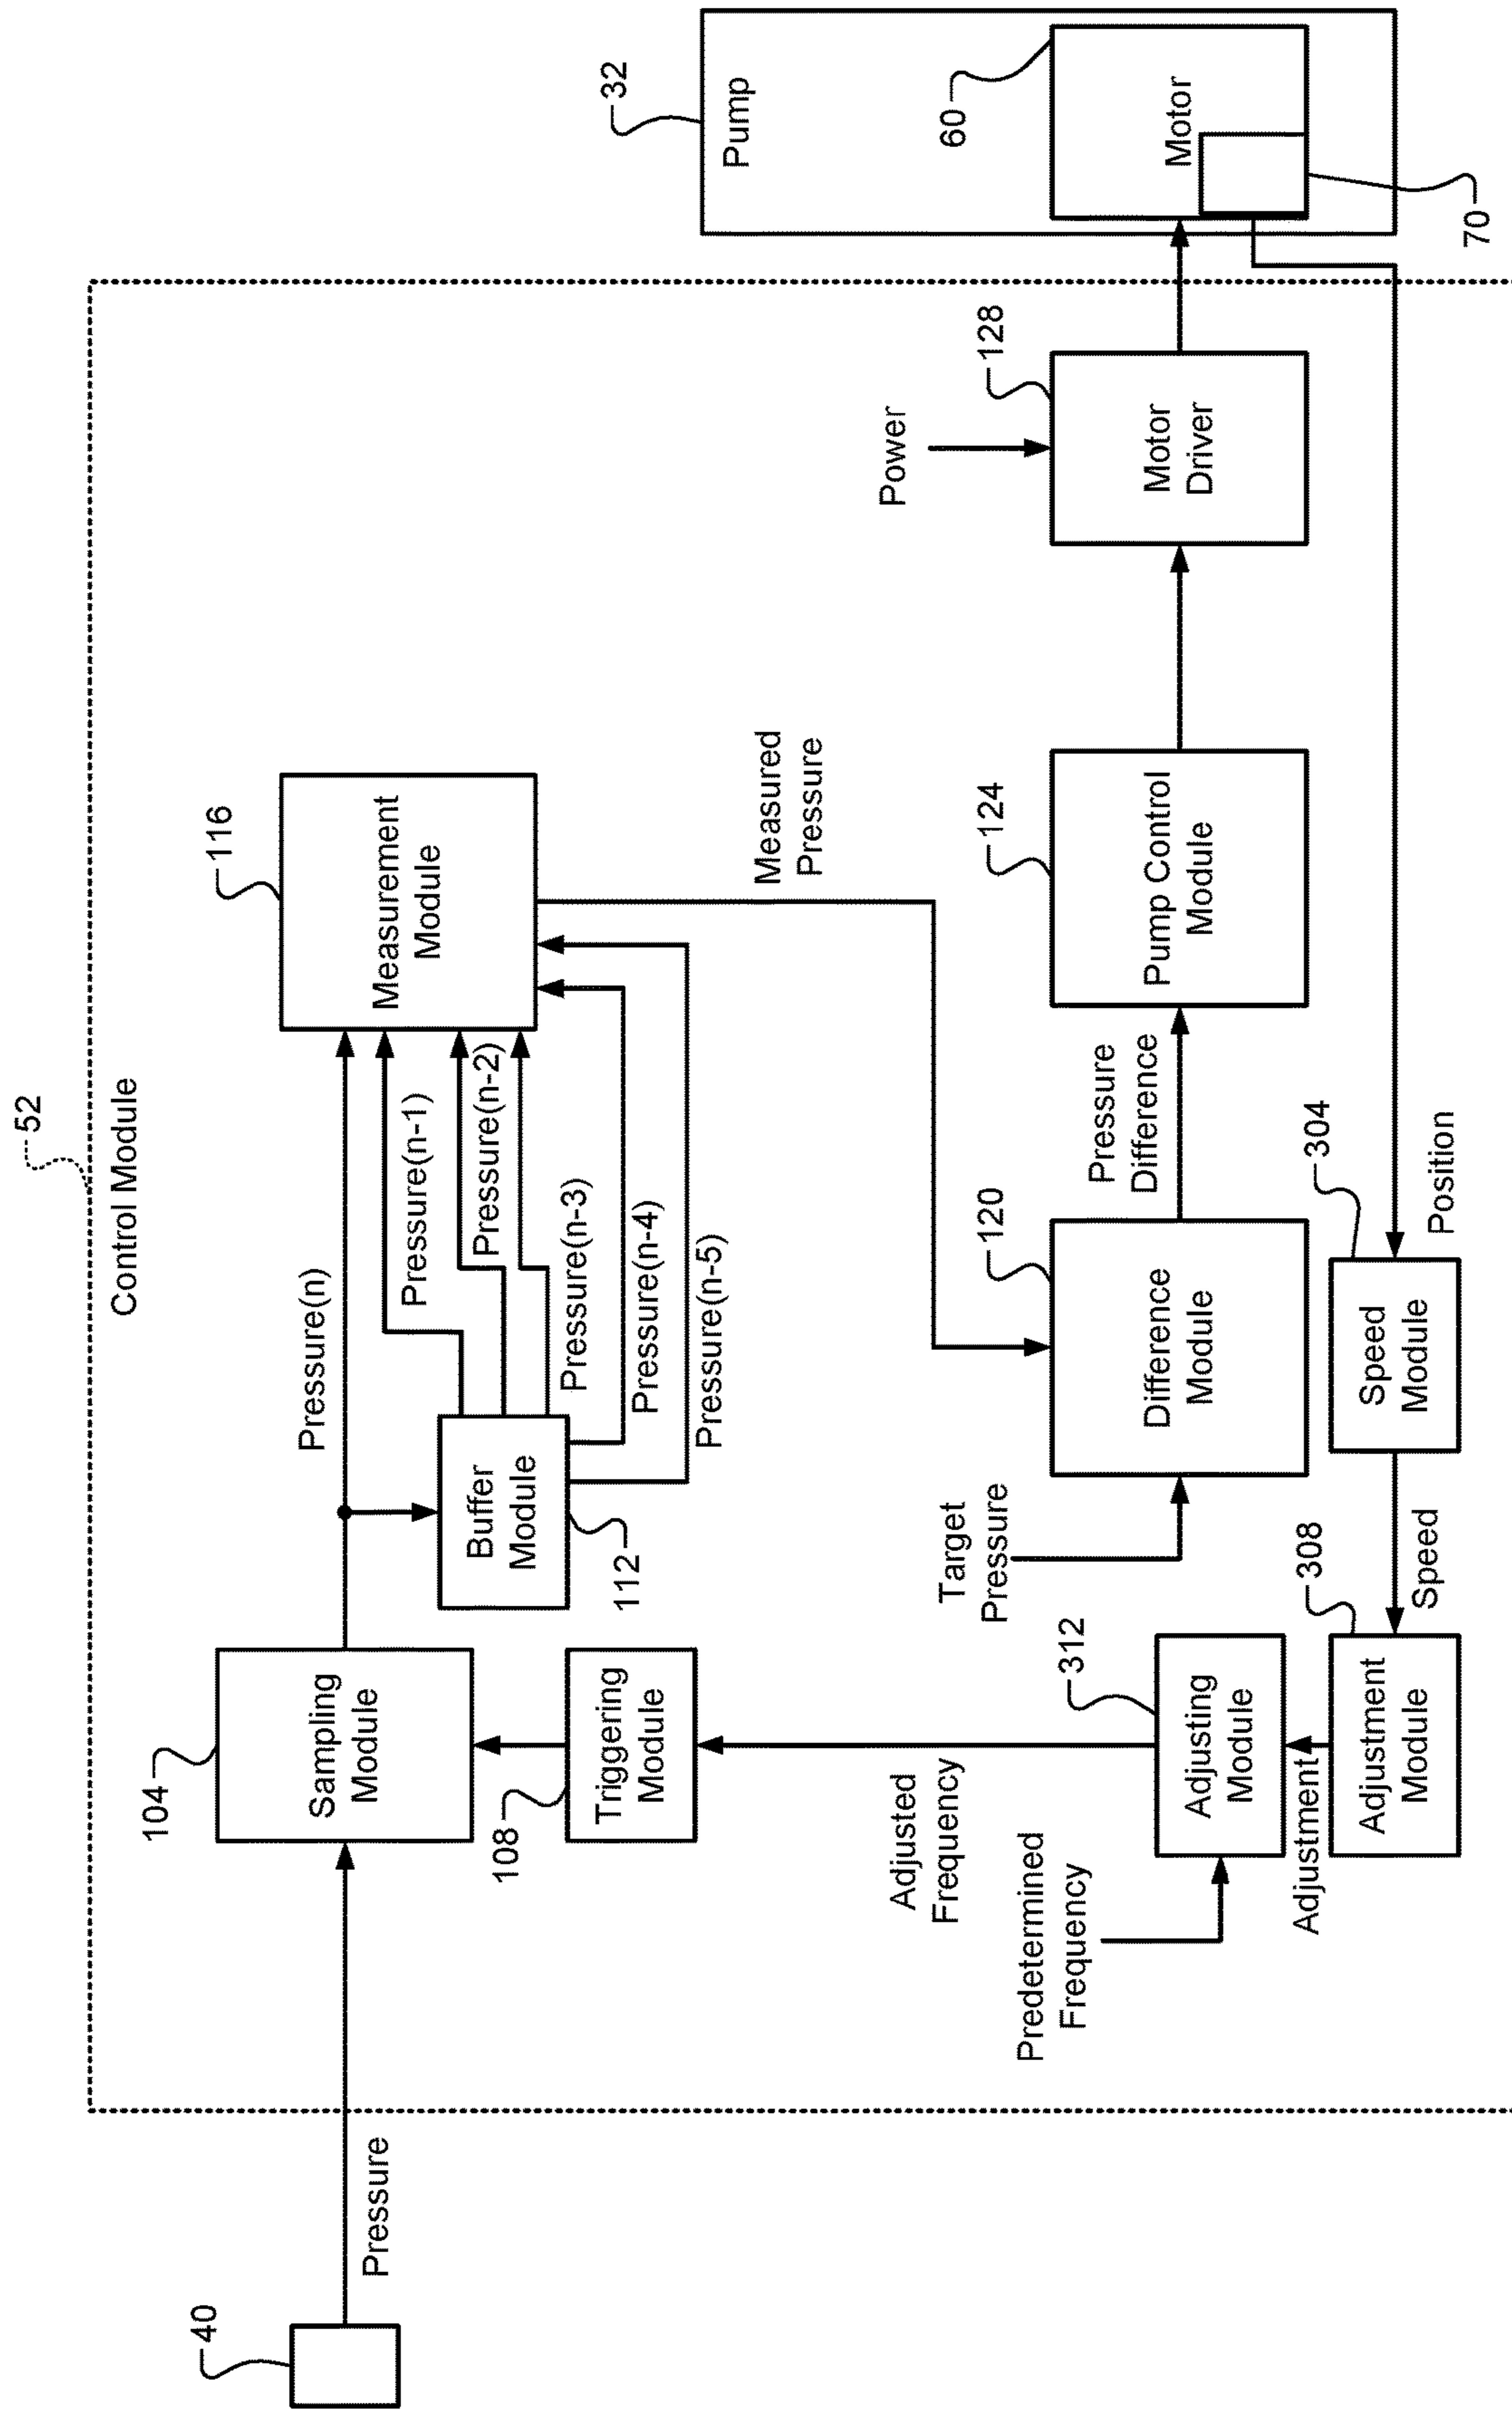 52
Control Module
40
Pressure
104
Sampling
Module
Pressure(n)
116
Measurement
Module
Pressure(n-1)
Pressure(n-2)
Pressure(n-3)
Pressure(n-4)
Pressure(n-5)
Buffer
Module
112
108
Triggering
Module
Measured
Pressure
Adjusted
Frequency
Predetermined
Frequency
312
Adjusting
Module
Adjustment
308
Adjustment
Module
Speed
304
Speed
Module
Position
Target
Pressure
120
Difference
Module
Pressure
Difference
124
Pump Control
Module
Power
128
Motor
Driver
32
Pump
60
Motor
70